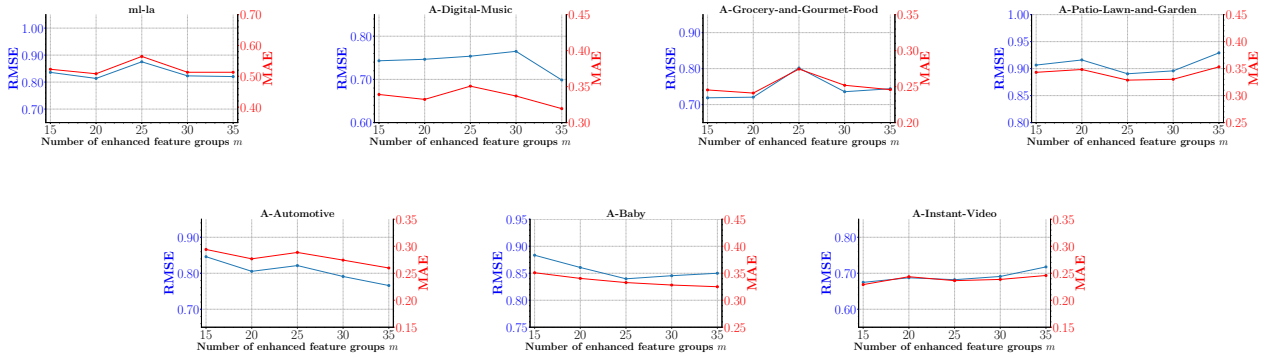 ml-la
1.00
0.90
0.80
0.70
RMSE
0.70
0.60
0.50
0.40
MAE
15 20 25 30 35
Number of enhanced feature groups m
A-Digital-Music
0.80
0.70
0.60
RMSE
0.45
0.40
0.35
0.30
MAE
15 20 25 30 35
Number of enhanced feature groups m
A-Grocery-and-Gourmet-Food
0.90
0.80
0.70
RMSE
0.35
0.30
0.25
0.20
MAE
15 20 25 30 35
Number of enhanced feature groups m
A-Patio-Lawn-and-Garden
1.00
0.95
0.90
0.85
0.80
RMSE
0.45
0.40
0.35
0.30
0.25
MAE
15 20 25 30 35
Number of enhanced feature groups m
A-Automotive
0.90
0.80
0.70
RMSE
0.35
0.30
0.25
0.20
0.15
MAE
15 20 25 30 35
Number of enhanced feature groups m
A-Baby
0.95
0.90
0.85
0.80
0.75
RMSE
0.45
0.40
0.35
0.30
0.25
MAE
15 20 25 30 35
Number of enhanced feature groups m
A-Instant-Video
0.80
0.70
0.60
RMSE
0.35
0.30
0.25
0.20
0.15
MAE
15 20 25 30 35
Number of enhanced feature groups m